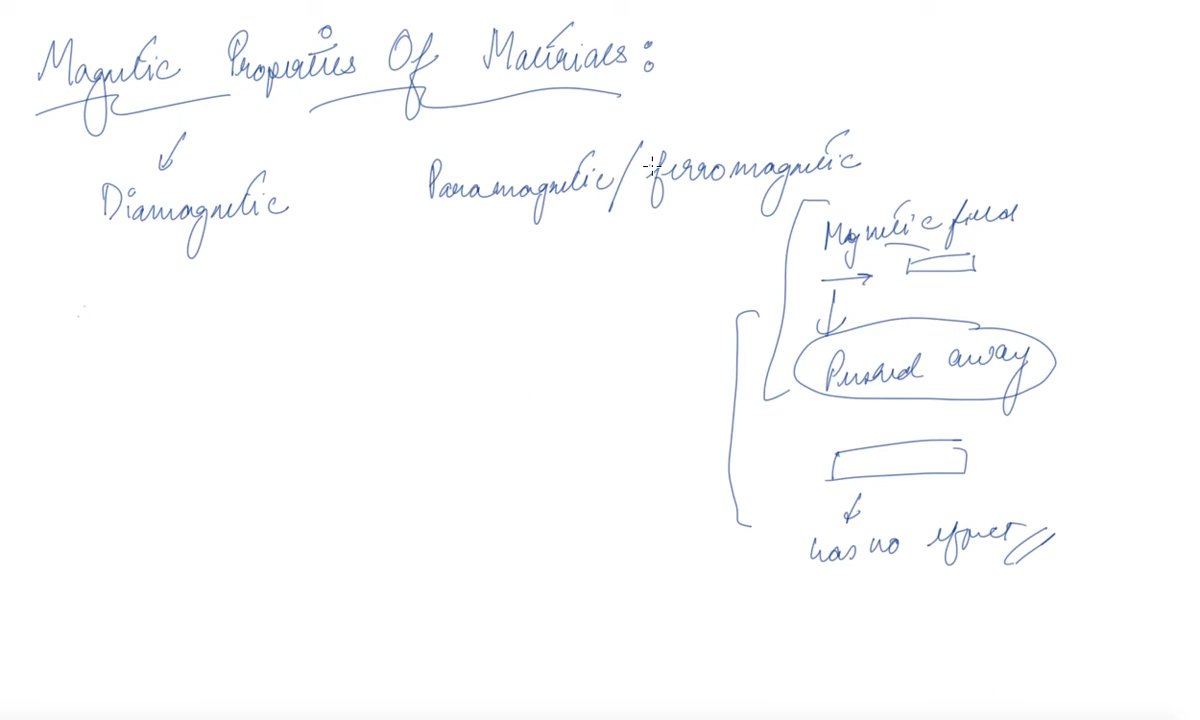 Magnetic Properties Of Materials:
Diamagnetic
Paramagnetic/ferromagnetic
Magnetic field
Pushed away
has no effect